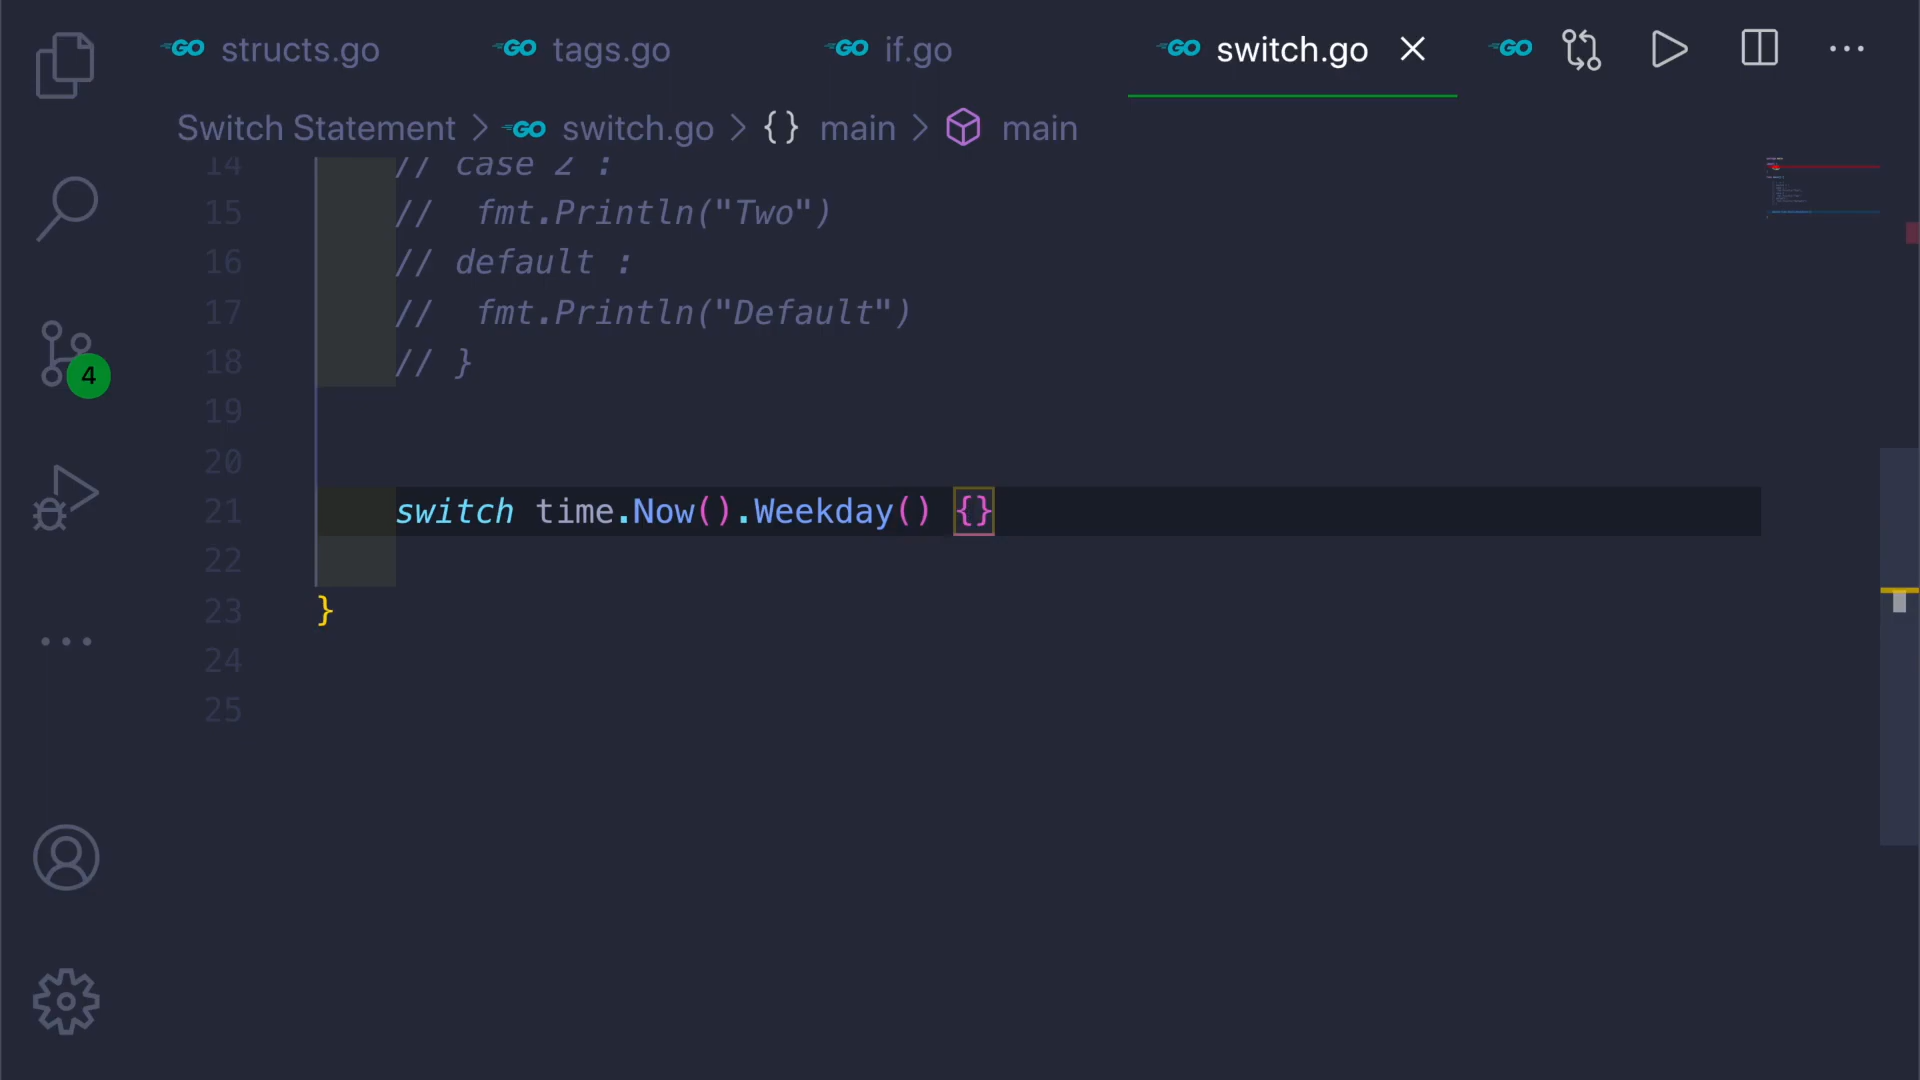 GO structs.go GO tags.go GO if.go GO switch.go GO
Switch Statement > GO switch.go > {} main > main
14 // case 2 :
15 //  fmt.Println("Two")
16 // default :
17 //  fmt.Println("Default")
18 // }
19
20
21 switch time.Now().Weekday() {}
22
23 }
24
25
4